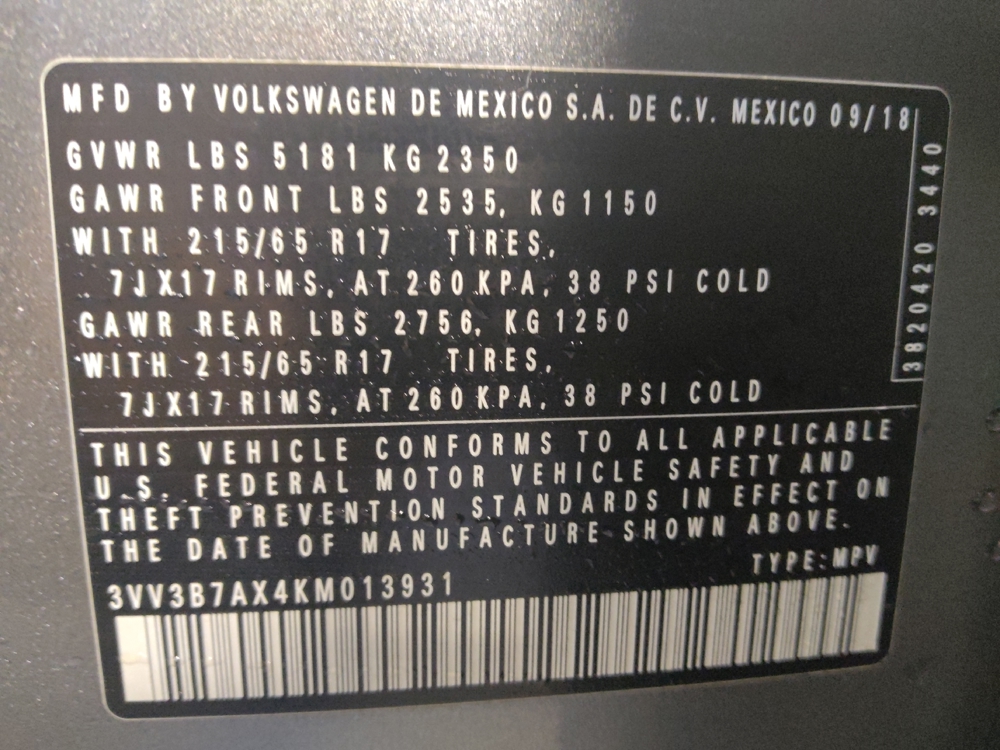 MFD BY VOLKSWAGEN DE MEXICO S.A. DE C.V. MEXICO 09/18
GVWR LBS 5181 KG 2350
GAWR FRONT LBS 2535, KG 1150
WITH 215/65 R17 TIRES,
7JX17 RIMS, AT 260 KPA, 38 PSI COLD
GAWR REAR LBS 2756, KG 1250
WITH 215/65 R17 TIRES,
7JX17 RIMS, AT 260 KPA, 38 PSI COLD
3820420 3440
THIS VEHICLE CONFORMS TO ALL APPLICABLE
U.S. FEDERAL MOTOR VEHICLE SAFETY AND
THEFT PREVENTION STANDARDS IN EFFECT ON
THE DATE OF MANUFACTURE SHOWN ABOVE.
TYPE:MPV
3VV3B7AX4KM013931